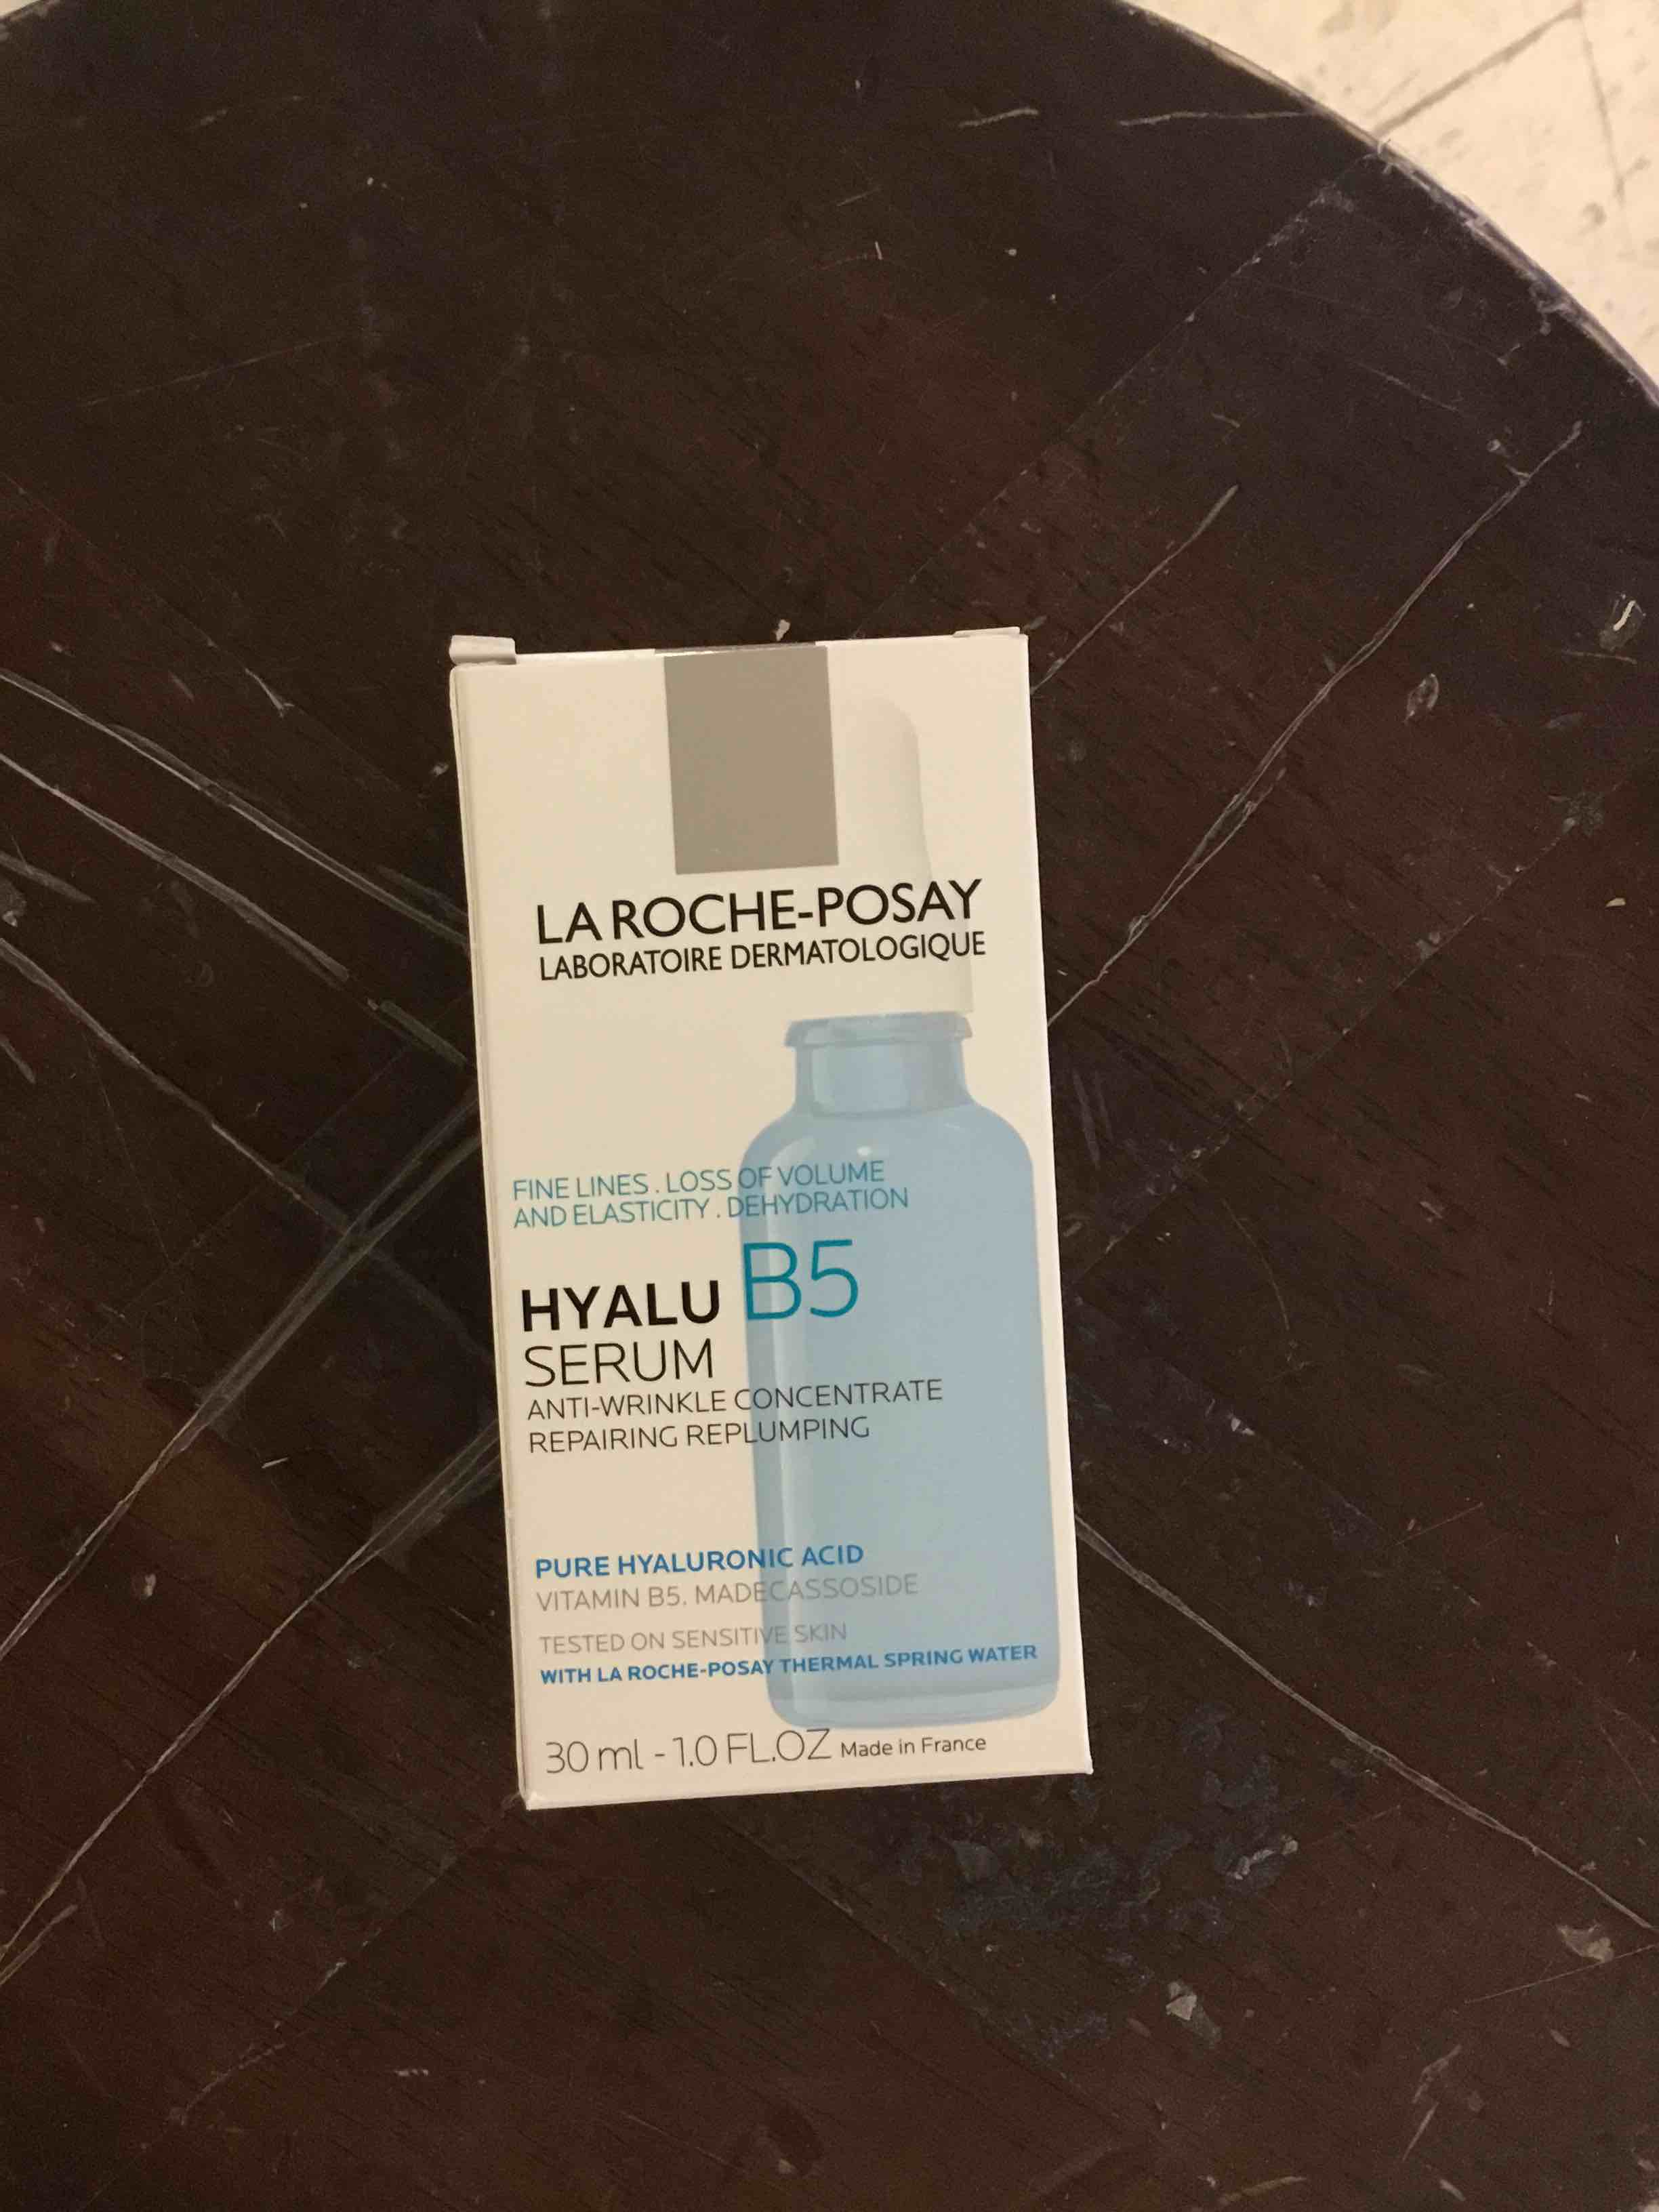 LA ROCHE-POSAY
LABORATOIRE DERMATOLOGIQUE
FINE LINES . LOSS OF VOLUME
AND ELASTICITY . DEHYDRATION
HYALU B5
SERUM
ANTI-WRINKLE CONCENTRATE
REPAIRING REPLUMPING
PURE HYALURONIC ACID
VITAMIN B5. MADECASSOSIDE
TESTED ON SENSITIVE SKIN
WITH LA ROCHE-POSAY THERMAL SPRING WATER
30 ml - 1.0 FL.OZ Made in France